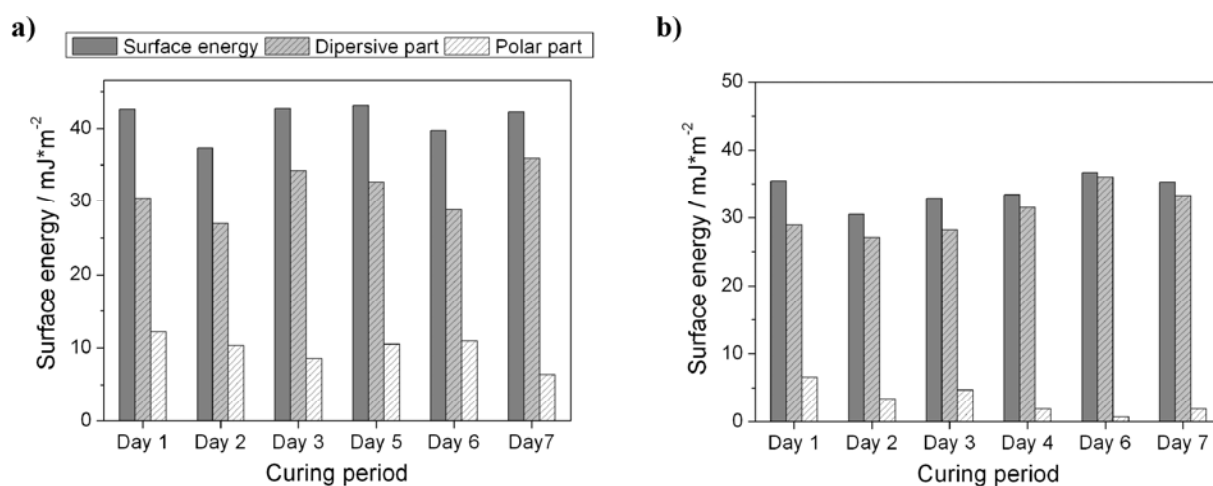 a)
Surface energy Dipersive part Polar part
Surface energy / mJ*m-2
40
30
20
10
0
Day 1 Day 2 Day 3 Day 5 Day 6 Day7
Curing period
b)
Surface energy / mJ*m-2
50
40
30
20
10
0
Day 1 Day 2 Day 3 Day 4 Day 6 Day 7
Curing period